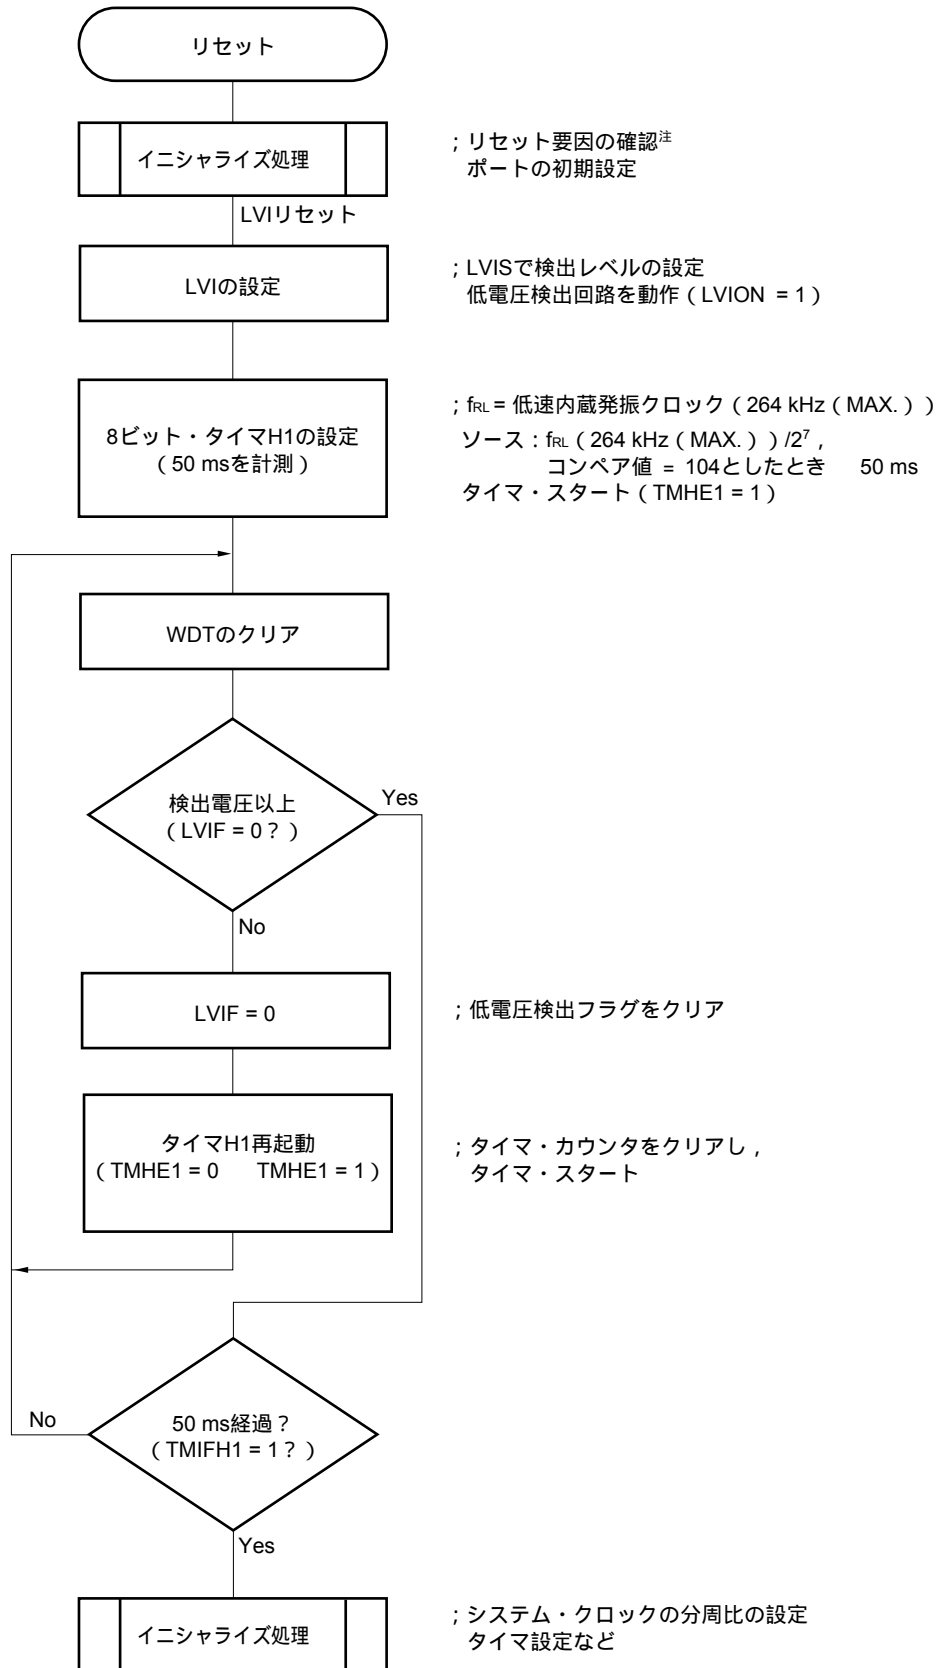 リセット
イニシャライズ処理
；リセット要因の確認注
ポートの初期設定
LVIリセット
LVIの設定
；LVISで検出レベルの設定
低電圧検出回路を動作（LVION = 1）
8ビット・タイマH1の設定
（50 msを計測）
；fRL = 低速内蔵発振クロック（264 kHz（MAX.））
ソース：fRL（264 kHz（MAX.））/2⁷，
コンペア値 = 104としたとき　50 ms
タイマ・スタート（TMHE1 = 1）
WDTのクリア
検出電圧以上
（LVIF = 0？）
Yes
No
LVIF = 0
；低電圧検出フラグをクリア
タイマH1再起動
（TMHE1 = 0　TMHE1 = 1）
；タイマ・カウンタをクリアし，
タイマ・スタート
No
50 ms経過？
（TMIFH1 = 1？）
Yes
イニシャライズ処理
；システム・クロックの分周比の設定
タイマ設定など